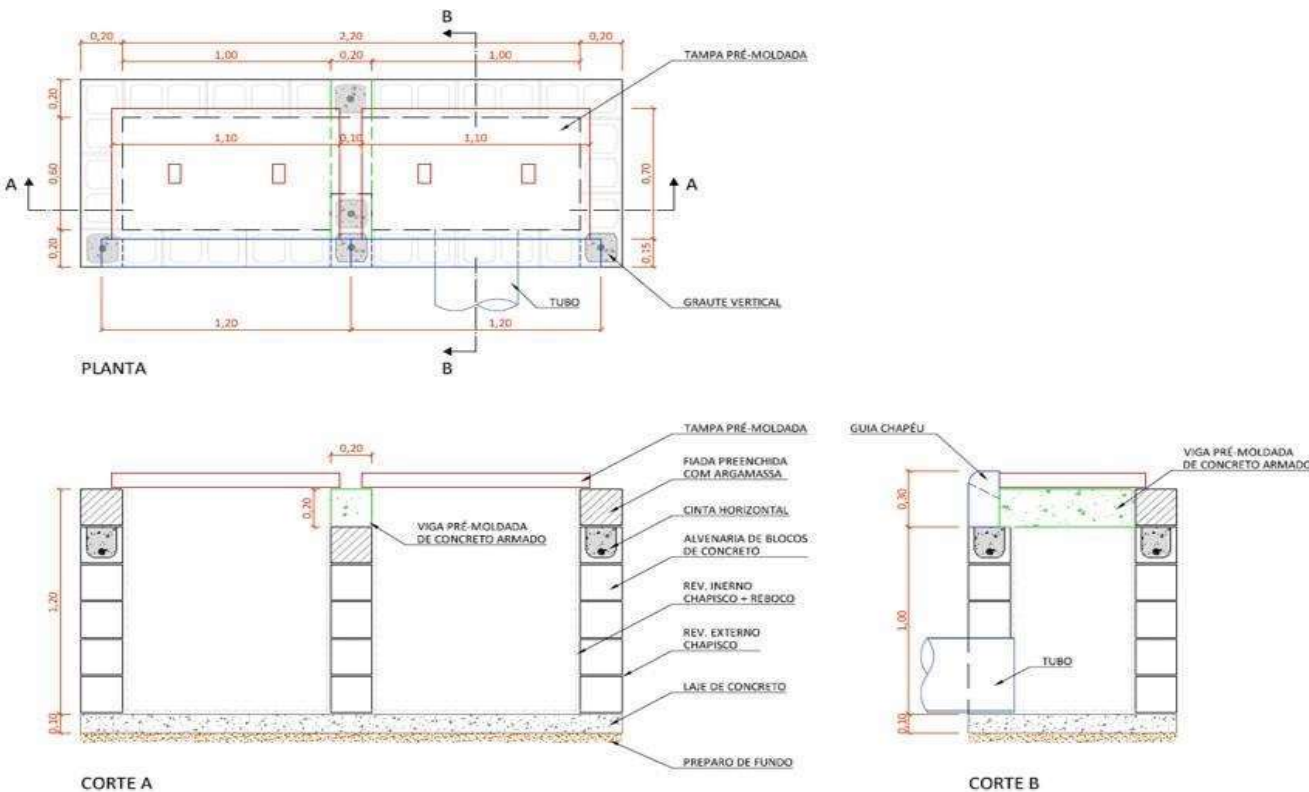 B
0,20
2,20
0,20
1,00
0,20
1,00
TAMPA PRÉ-MOLDADA
0,20
1,10
0,10
1,10
0,60
0,70
A
A
0,20
0,15
TUBO
GRAUTE VERTICAL
1,20
1,20
PLANTA
B
TAMPA PRÉ-MOLDADA
GUIA CHAPÉU
0,20
FIADA PREENCHIDA
COM ARGAMASSA
VIGA PRÉ-MOLDADA
DE CONCRETO ARMADO
0,20
0,30
CINTA HORIZONTAL
VIGA PRÉ-MOLDADA
DE CONCRETO ARMADO
ALVENARIA DE BLOCOS
DE CONCRETO
1,20
REV. INERNO
CHAPISCO + REBOCO
1,00
REV. EXTERNO
CHAPISCO
TUBO
LAJE DE CONCRETO
0,10
0,10
PREPARO DE FUNDO
CORTE A
CORTE B